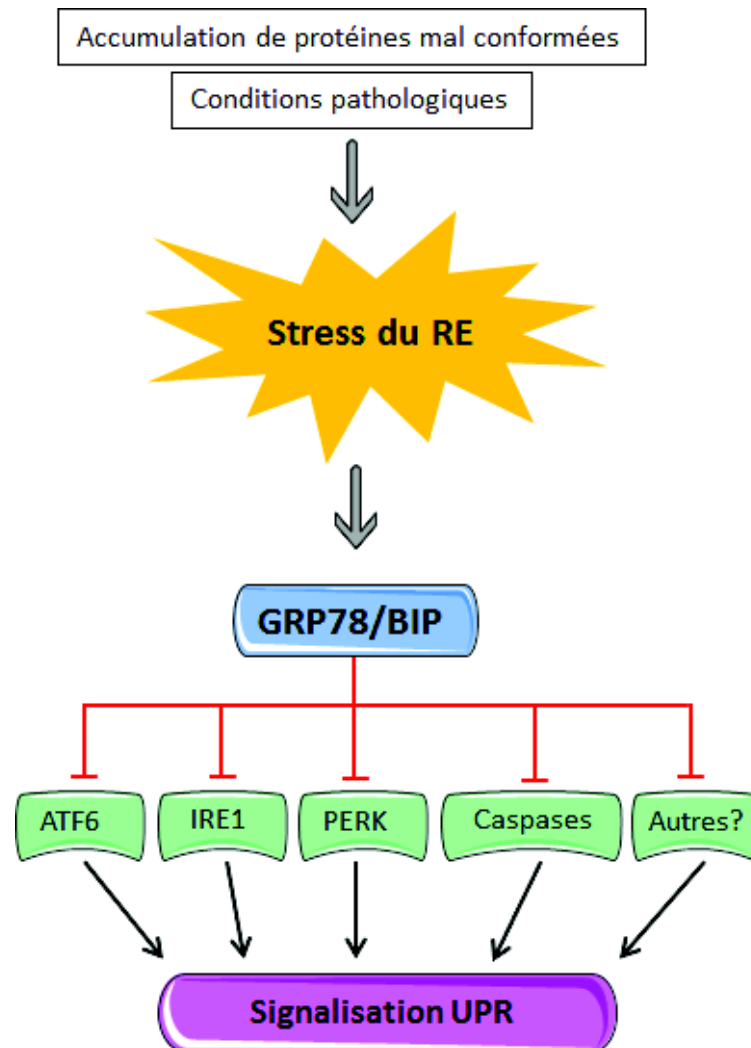 Accumulation de protéines mal conformées
Conditions pathologiques
Stress du RE
GRP78/BIP
ATF6
IRE1
PERK
Caspases
Autres?
Signalisation UPR